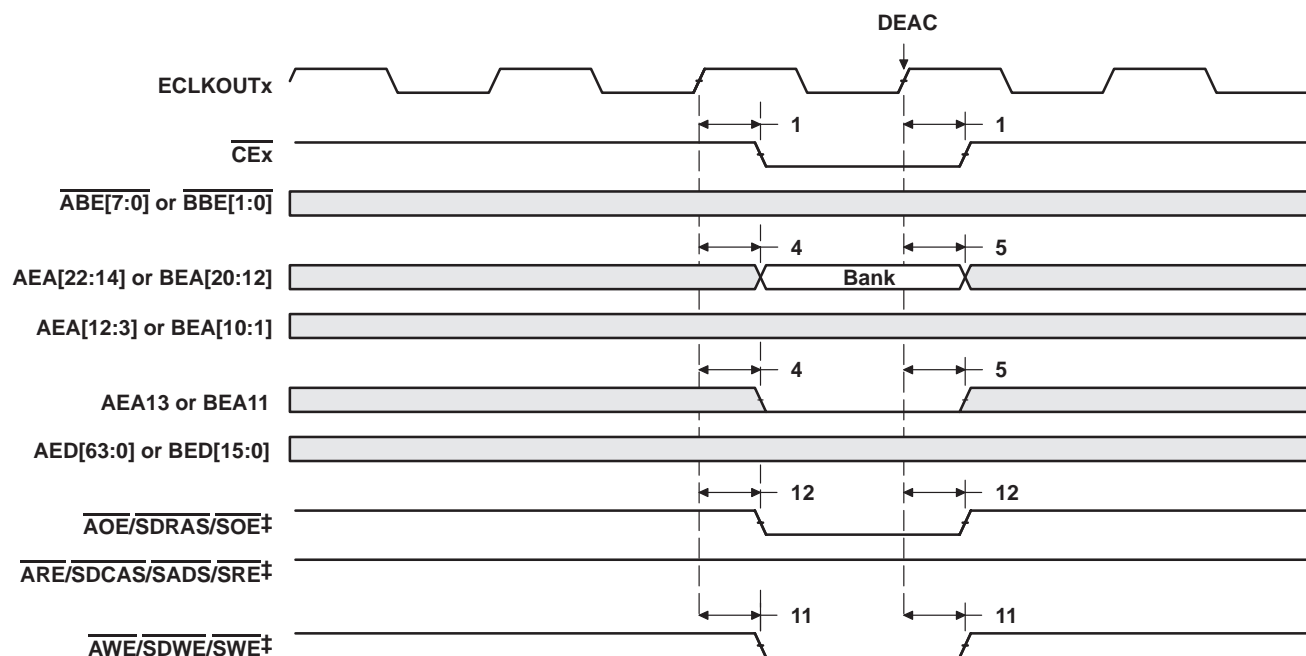 DEAC
ECLKOUTx
1 1
CEx
ABE[7:0] or BBE[1:0]
4 5
AEA[22:14] or BEA[20:12] Bank
AEA[12:3] or BEA[10:1]
4 5
AEA13 or BEA11
AED[63:0] or BED[15:0]
12 12
AOE/SDRAS/SOE‡
ARE/SDCAS/SADS/SRE‡
11 11
AWE/SDWE/SWE‡